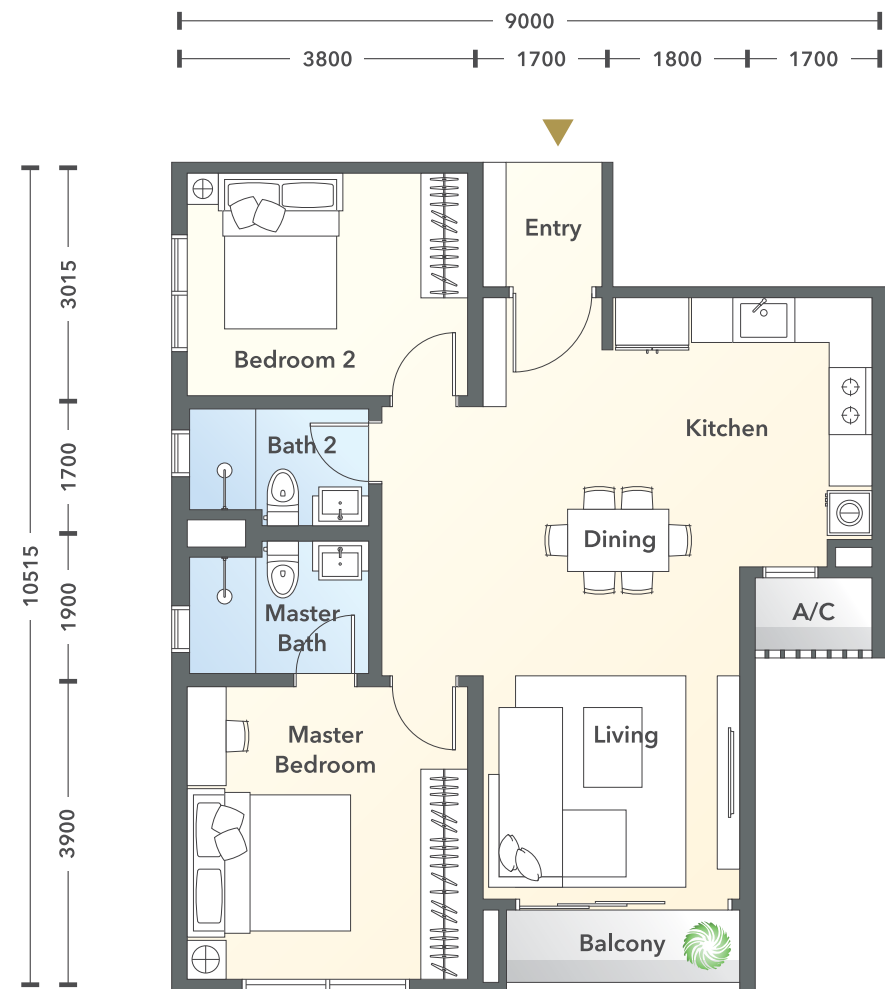 9000
3800
1700
1800
1700
Entry
3015
Bedroom 2
Kitchen
Bath 2
1700
Dining
10515
1900
A/C
Master
Bath
Master
Bedroom
Living
3900
Balcony